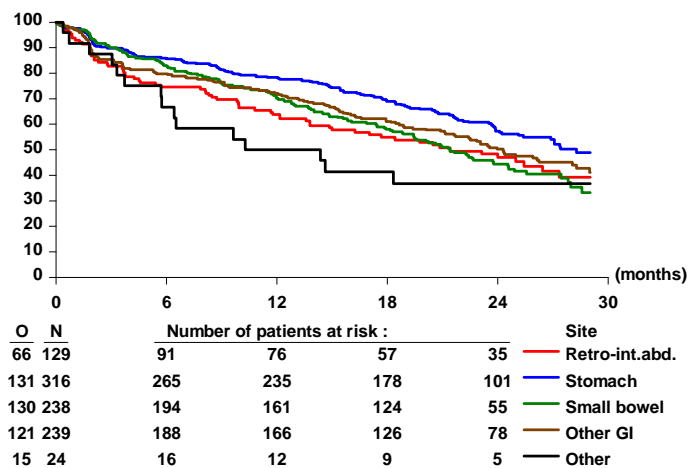 100
90
80
70
60
50
40
30
20
10
0
(months)
0 6 12 18 24 30
O N Number of patients at risk : Site
66 129 91 76 57 35 Retro-int.abd.
131 316 265 235 178 101 Stomach
130 238 194 161 124 55 Small bowel
121 239 188 166 126 78 Other GI
15 24 16 12 9 5 Other